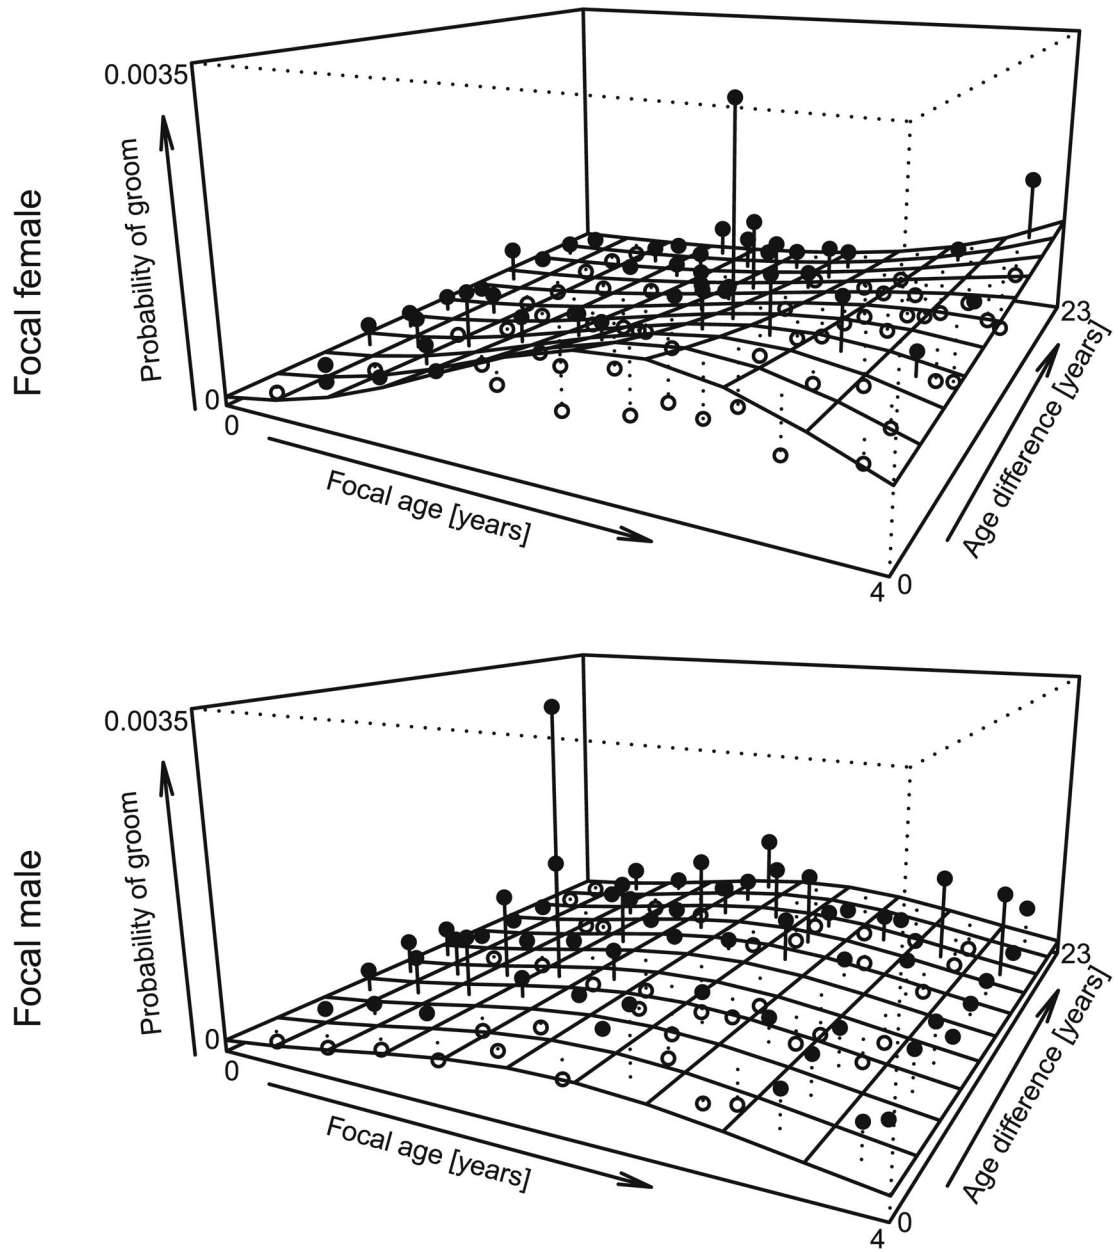 Focal female
0.0035
Probability of groom
0
0
Focal age [years]
4
0
Age difference [years]
23
Focal male
0.0035
Probability of groom
0
0
Focal age [years]
4
0
Age difference [years]
23